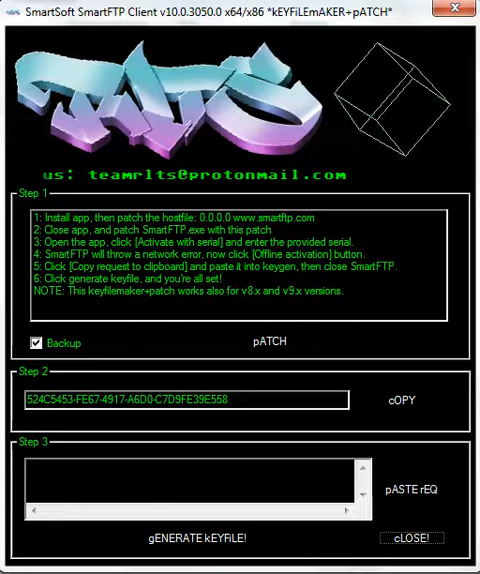 SmartSoft SmartFTP Client v10.0.3050.0 x64/x86 *kEYFiLEmAKER+pATCH*
us: teamrlts@protonmail.com
Step 1
1: Install app, then patch the hostfile: 0.0.0.0 www.smartftp.com
2: Close app, and patch SmartFTP.exe with this patch
3: Open the app, click [Activate with serial] and enter the provided serial.
4: SmartFTP will throw a network error, now click [Offline activation] button.
5: Click [Copy request to clipboard] and paste it into keygen, then close SmartFTP.
6: Click generate keyfile, and you're all set!
NOTE: This keyfilemaker+patch works also for v8.x and v9.x versions.
Backup
pATCH
Step 2
524C5453-FE67-4917-A6D0-C7D9FE39E558
cOPY
Step 3
pASTE rEQ
gENERATE kEYFiLE!
cLOSE!